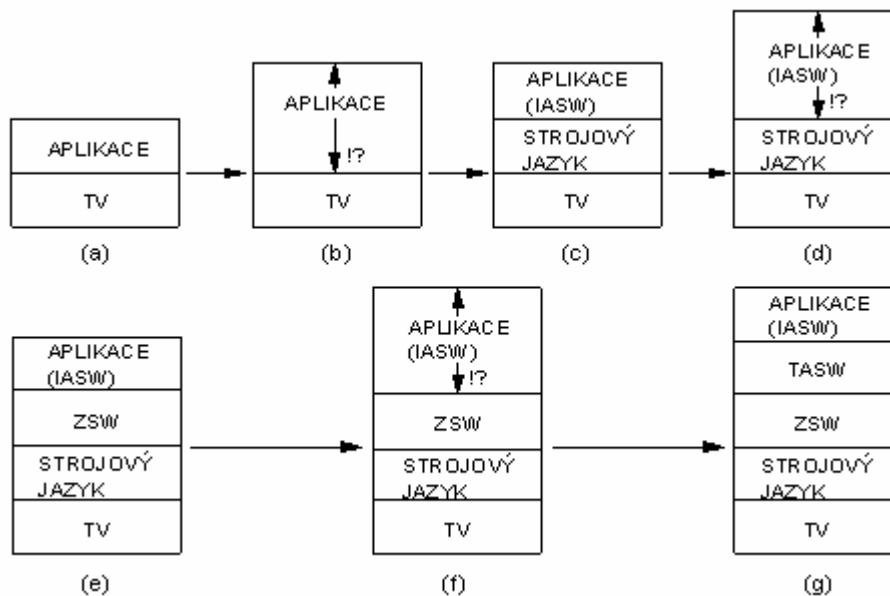 APLIKACE
TV
(a)
APLIKACE
!?
TV
(b)
APLIKACE
(IASW)
STROJOVÝ
JAZYK
TV
(c)
APLIKACE
(IASW)
!?
STROJOVÝ
JAZYK
TV
(d)
APLIKACE
(IASW)
ZSW
STROJOVÝ
JAZYK
TV
(e)
APLIKACE
(IASW)
!?
ZSW
STROJOVÝ
JAZYK
TV
(f)
APLIKACE
(IASW)
TASW
ZSW
STROJOVÝ
JAZYK
TV
(g)